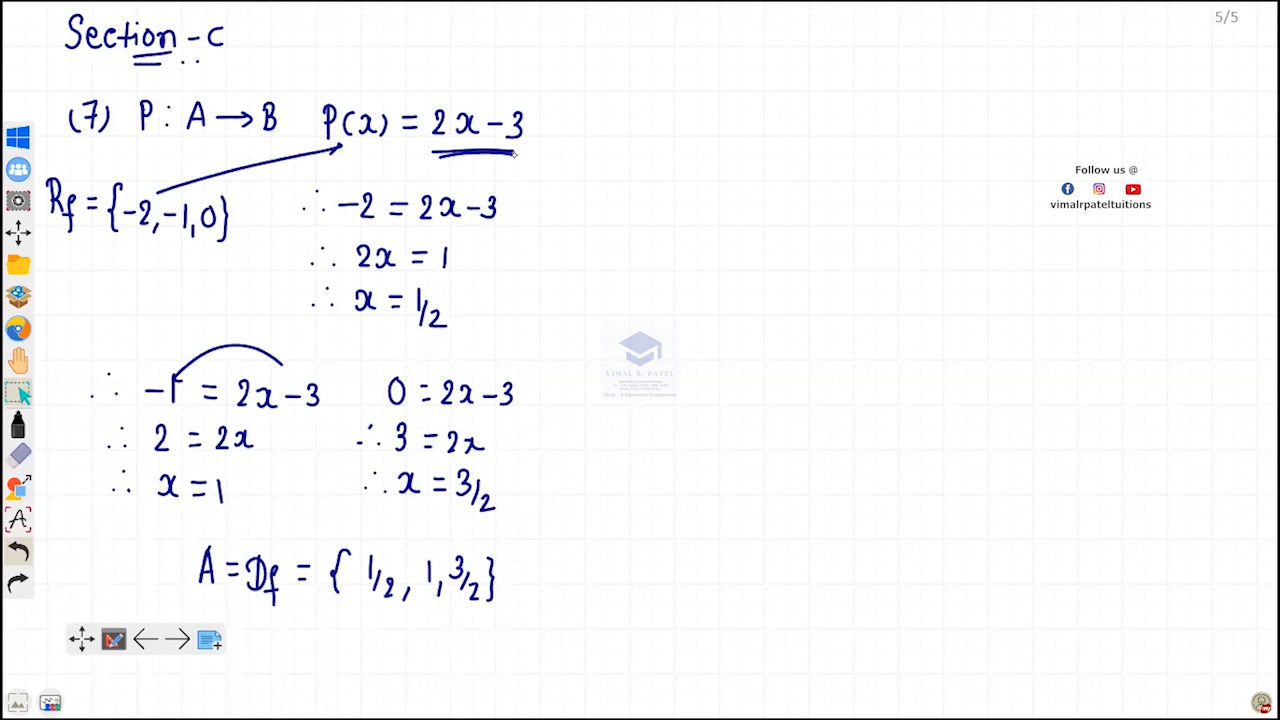 Section - C
5/5
(7) P : A → B P(x) = 2x-3
Follow us @
vimalrpateltuitions
Rf = {-2, -1, 0}
∴ -2 = 2x-3
∴ 2x = 1
∴ x = 1/2
VIMAL R. PATEL
∴ -1 = 2x-3 0 = 2x-3
∴ 2 = 2x ∴ 3 = 2x
∴ x = 1 ∴ x = 3/2
A = Df = { 1/2, 1, 3/2}